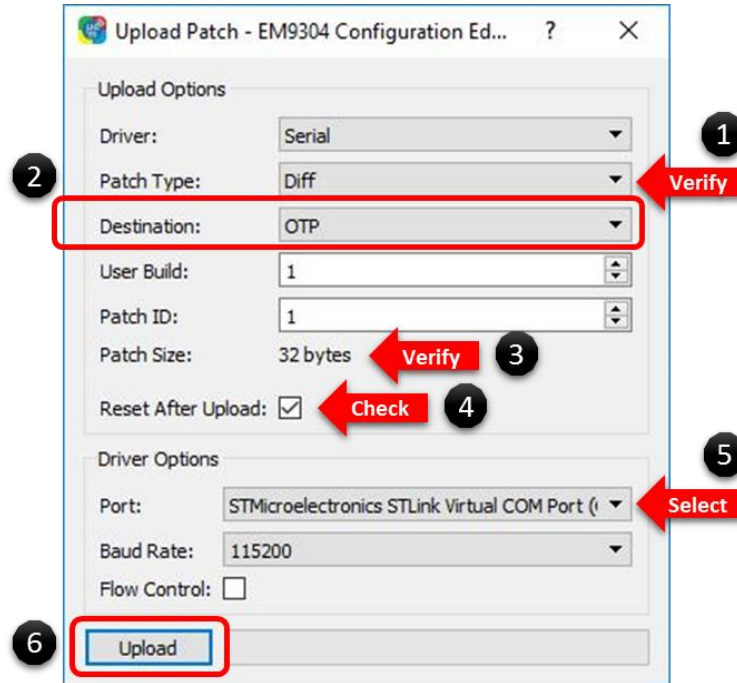 Upload Patch - EM9304 Configuration Ed... ? ×
Upload Options
Driver: Serial
1
2 Patch Type: Diff Verify
Destination: OTP
User Build: 1
Patch ID: 1
Patch Size: 32 bytes Verify 3
Reset After Upload: Check 4
Driver Options
5
Port: STMicroelectronics STLink Virtual COM Port ( Select
Baud Rate: 115200
Flow Control:
6 Upload